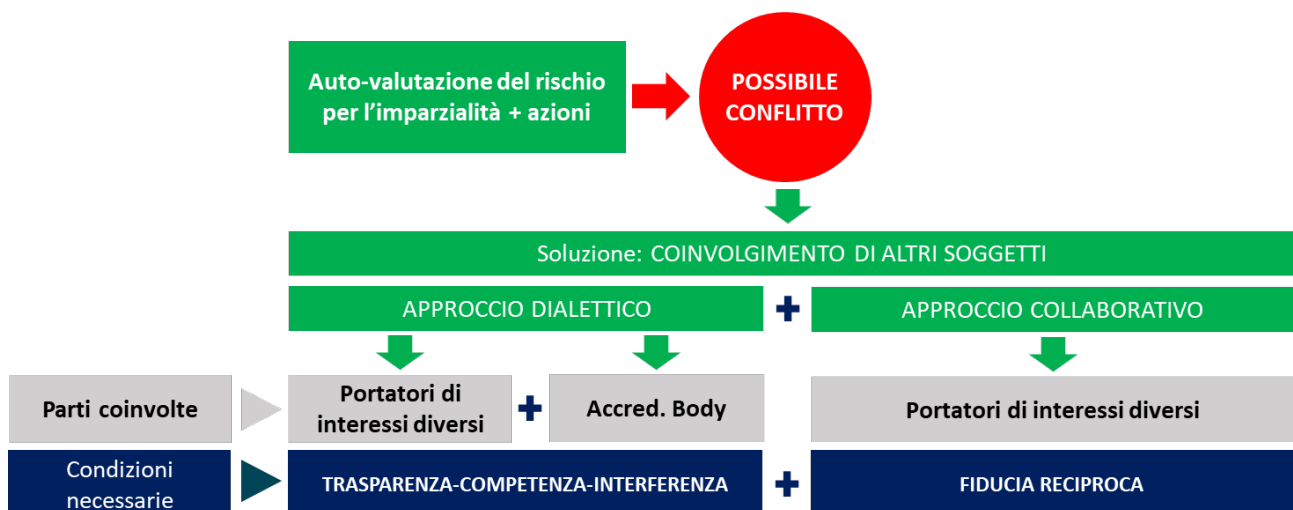 Auto-valutazione del rischio
per l'imparzialità + azioni
POSSIBILE
CONFLITTO
Soluzione: COINVOLGIMENTO DI ALTRI SOGGETTI
APPROCCIO DIALETTICO
APPROCCIO COLLABORATIVO
Parti coinvolte
Portatori di
interessi diversi
Accred. Body
Portatori di interessi diversi
Condizioni
necessarie
TRASPARENZA-COMPETENZA-INTERFERENZA
FIDUCIA RECIPROCA